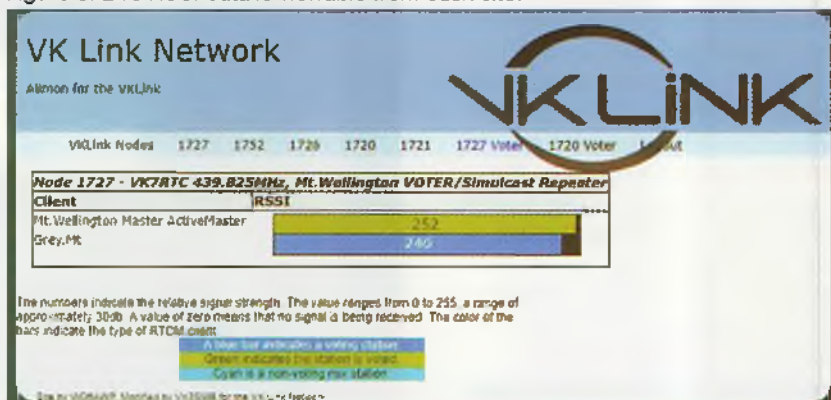 VK Link Network
Allmon for the VKLink
VKLiNK
VKLink Nodes 1727 1752 1726 1720 1721 1727 Voter 1720 Voter
Node 1727 - VK7RTC 439.825MHz, Mt.Wellington VOTER/Simulcast Repeater
Client RSSI
Mt.Wellington Master ActiveMaster 252
Grey.Mt 240
The numbers indicate the relative signal strength. The value ranges from 0 to 255, a range of
approximately 30db. A value of zero means that no signal is being received. The color of the
bars indicate the type of RTCM client.
A blue bar indicates a voting station
Green indicates the station is voted
Cyan is a non-voting mix station